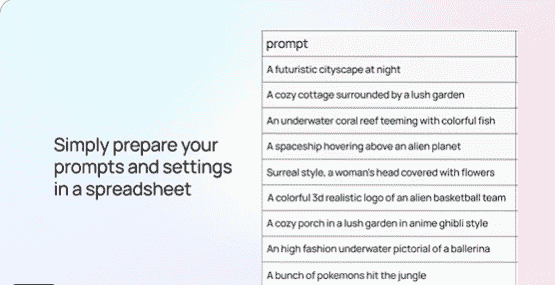 Simply prepare your
prompts and settings
in a spreadsheet
prompt
A futuristic cityscape at night
A cozy cottage surrounded by a lush garden
An underwater coral reef teeming with colorful fish
A spaceship hovering above an alien planet
Surreal style, a woman's head covered with flowers
A colorful 3d realistic logo of an alien basketball team
A cozy porch in a lush garden in anime ghibli style
An high fashion underwater pictorial of a ballerina
A bunch of pokemons hit the jungle